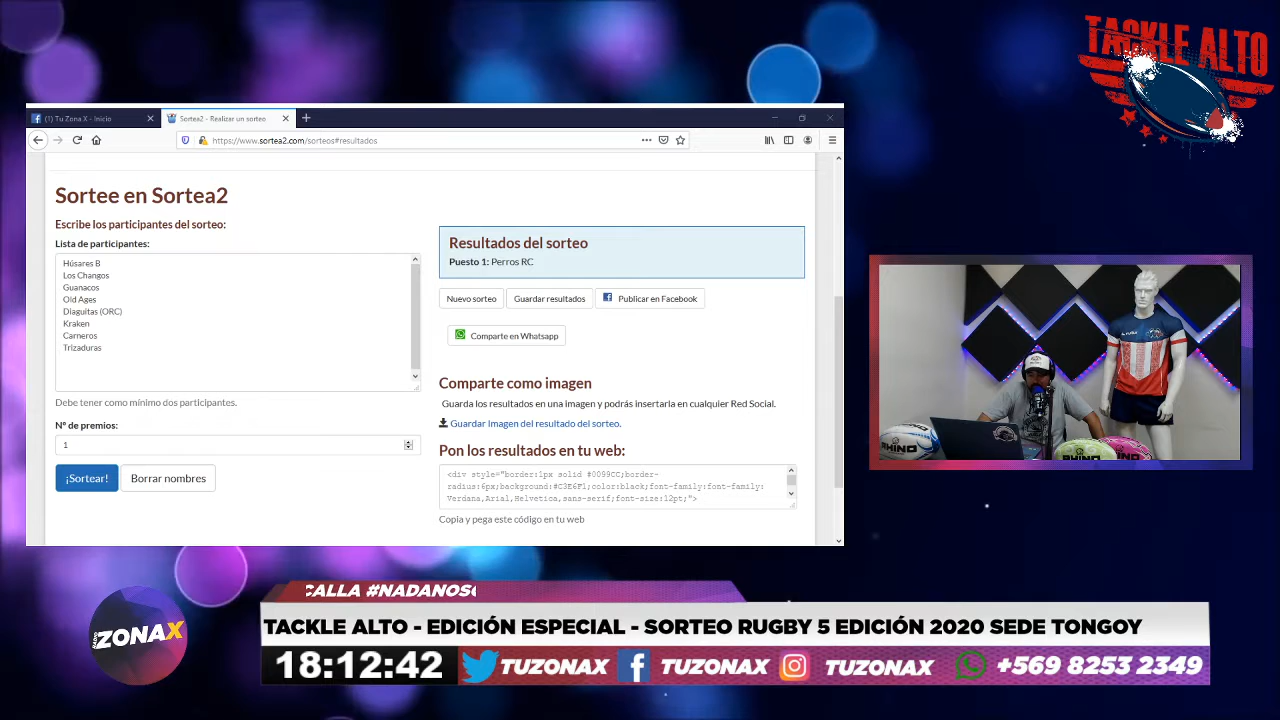 TACKLE ALTO
(1) Tu Zona X - Inicio
Sortea2 - Realizar un sorteo
https://www.sortea2.com/sorteos#resultados
Sortee en Sortea2
Escribe los participantes del sorteo:
Lista de participantes:
Húsares B
Los Changos
Guanacos
Old Ages
Diaguitas (ORC)
Kraken
Carneros
Trizaduras
Debe tener como mínimo dos participantes.
Nº de premios:
1
¡Sortear!
Borrar nombres
Resultados del sorteo
Puesto 1: Perros RC
Nuevo sorteo
Guardar resultados
Publicar en Facebook
Comparte en Whatsapp
Comparte como imagen
Guarda los resultados en una imagen y podrás insertarla en cualquier Red Social.
Guardar Imagen del resultado del sorteo.
Pon los resultados en tu web:
<div style="border:1px solid #0099CC;border-
radius:6px;background:#C3E6F1;color:black;font-family:font-family:
Verdana,Arial,Helvetica,sans-serif;font-size:12pt;">
Copia y pega este código en tu web
RHINO
RHINO
RHINO
ZONAX
CALLA #NADANOS
TACKLE ALTO - EDICIÓN ESPECIAL - SORTEO RUGBY 5 EDICIÓN 2020 SEDE TONGOY
18:12:42
TUZONAX
TUZONAX
TUZONAX
+569 8253 2349